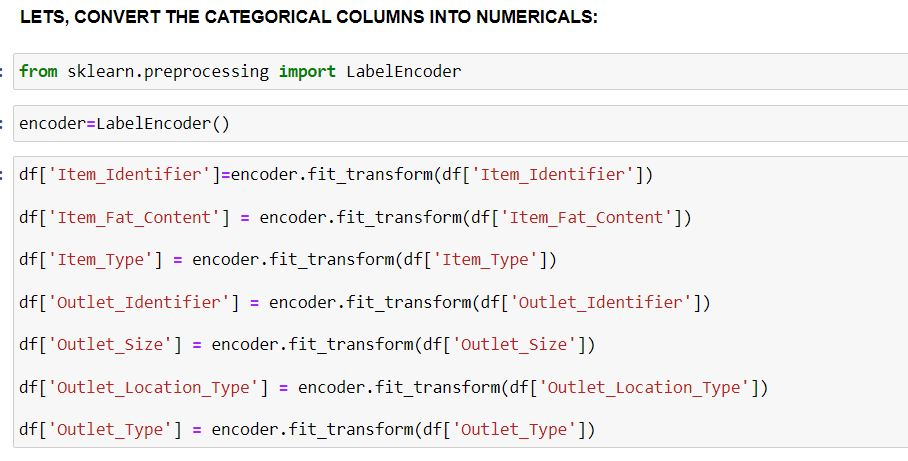 LETS, CONVERT THE CATEGORICAL COLUMNS INTO NUMERICALS:
: from sklearn.preprocessing import LabelEncoder
: encoder=LabelEncoder()
: df['Item_Identifier']=encoder.fit_transform(df['Item_Identifier'])
df['Item_Fat_Content'] = encoder.fit_transform(df['Item_Fat_Content'])
df['Item_Type'] = encoder.fit_transform(df['Item_Type'])
df['Outlet_Identifier'] = encoder.fit_transform(df['Outlet_Identifier'])
df['Outlet_Size'] = encoder.fit_transform(df['Outlet_Size'])
df['Outlet_Location_Type'] = encoder.fit_transform(df['Outlet_Location_Type'])
df['Outlet_Type'] = encoder.fit_transform(df['Outlet_Type'])